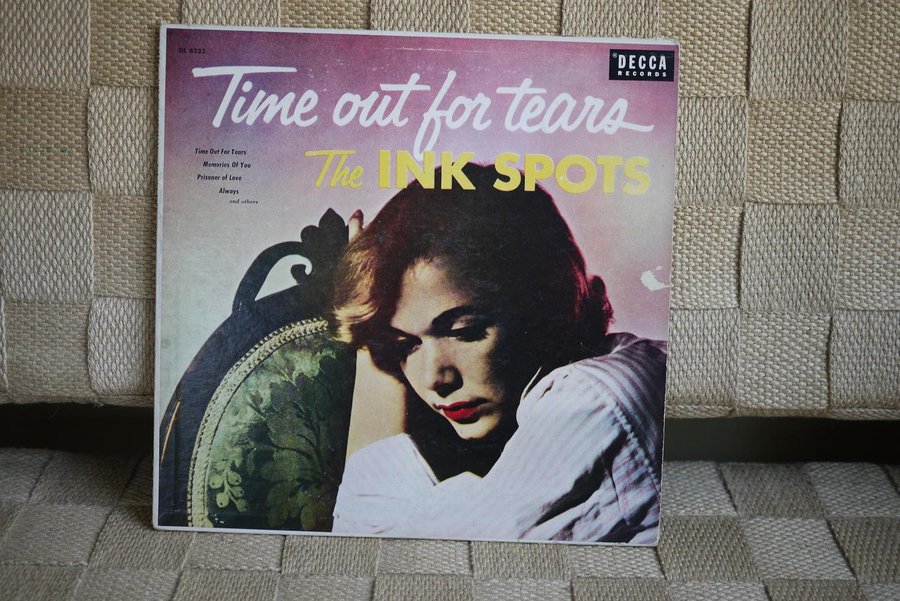 DL 8232
® DECCA
RECORDS
Time out for tears
The INK SPOTS
Time Out For Tears
Memories Of You
Prisoner of Love
Always
and others